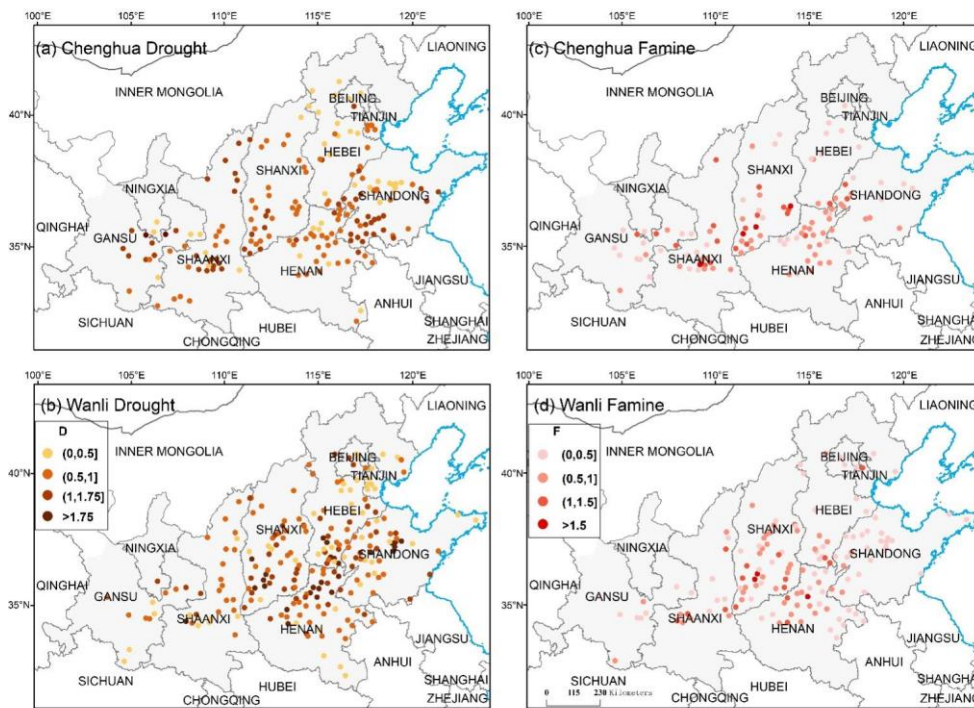 100°E 105°E 110°E 115°E 120°E
(a) Chenghua Drought
LIAONING
INNER MONGOLIA
BEIJING
40°N
TIANJIN
HEBEI
SHANXI
NINGXIA
SHANDONG
QINGHAI
GANSU
35°N
SHAANXI
HENAN
JIANGSU
ANHUI
SICHUAN
HUBEI
SHANGHAI
CHONGQING
ZHEJIANG
100°E 105°E 110°E 115°E 120°E
(c) Chenghua Famine
LIAONING
INNER MONGOLIA
BEIJING
40°N
TIANJIN
HEBEI
SHANXI
NINGXIA
SHANDONG
QINGHAI
GANSU
35°N
SHAANXI
HENAN
JIANGSU
ANHUI
SICHUAN
HUBEI
SHANGHAI
CHONGQING
ZHEJIANG
100°E 105°E 110°E 115°E 120°E
(b) Wanli Drought
LIAONING
D
(0,0.5]
(0.5,1]
(1,1.75]
>1.75
INNER MONGOLIA
BEIJING
40°N
TIANJIN
HEBEI
SHANXI
NINGXIA
SHANDONG
QINGHAI
GANSU
35°N
SHAANXI
HENAN
JIANGSU
ANHUI
SICHUAN
HUBEI
SHANGHAI
CHONGQING
ZHEJIANG
100°E 105°E 110°E 115°E 120°E
(d) Wanli Famine
LIAONING
F
(0,0.5]
(0.5,1]
(1,1.5]
>1.5
INNER MONGOLIA
BEIJING
40°N
TIANJIN
HEBEI
SHANXI
NINGXIA
SHANDONG
QINGHAI
GANSU
35°N
SHAANXI
HENAN
JIANGSU
ANHUI
SICHUAN
HUBEI
SHANGHAI
CHONGQING
ZHEJIANG
0 115 230 Kilometers